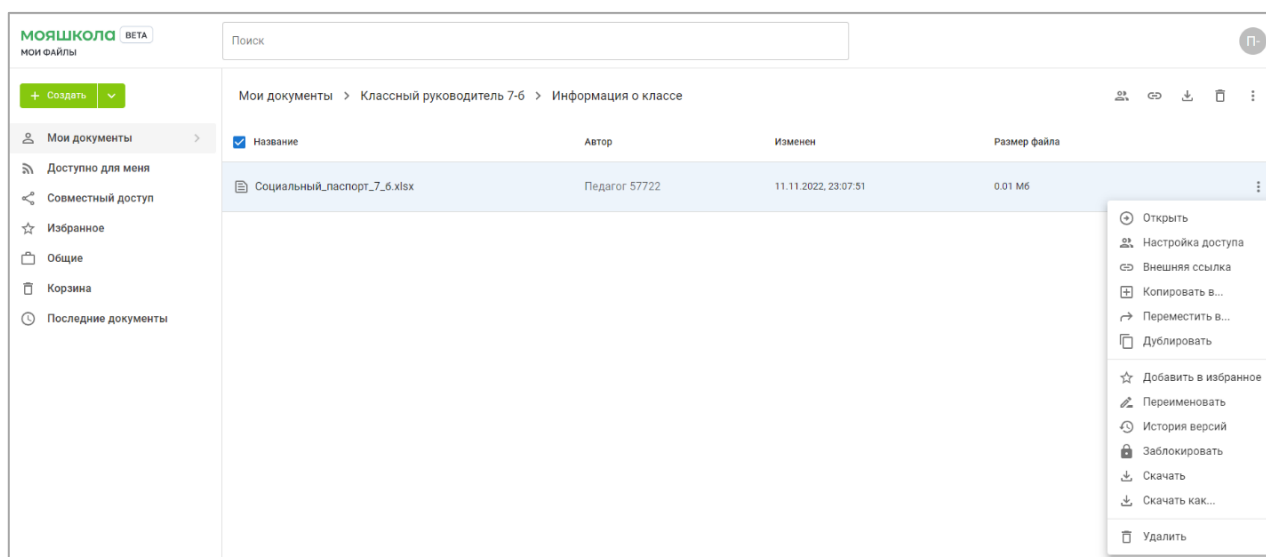 МОЯШКОЛА BETA
МОИ ФАЙЛЫ
Поиск
П-
+ Создать
Мои документы > Классный руководитель 7-б > Информация о классе
Мои документы
Доступно для меня
Совместный доступ
Избранное
Общие
Корзина
Последние документы
Название Автор Изменен Размер файла
Социальный_паспорт_7_б.xlsx Педагог 57722 11.11.2022, 23:07:51 0.01 Мб
Открыть
Настройка доступа
Внешняя ссылка
Копировать в...
Переместить в...
Дублировать
Добавить в избранное
Переименовать
История версий
Заблокировать
Скачать
Скачать как...
Удалить